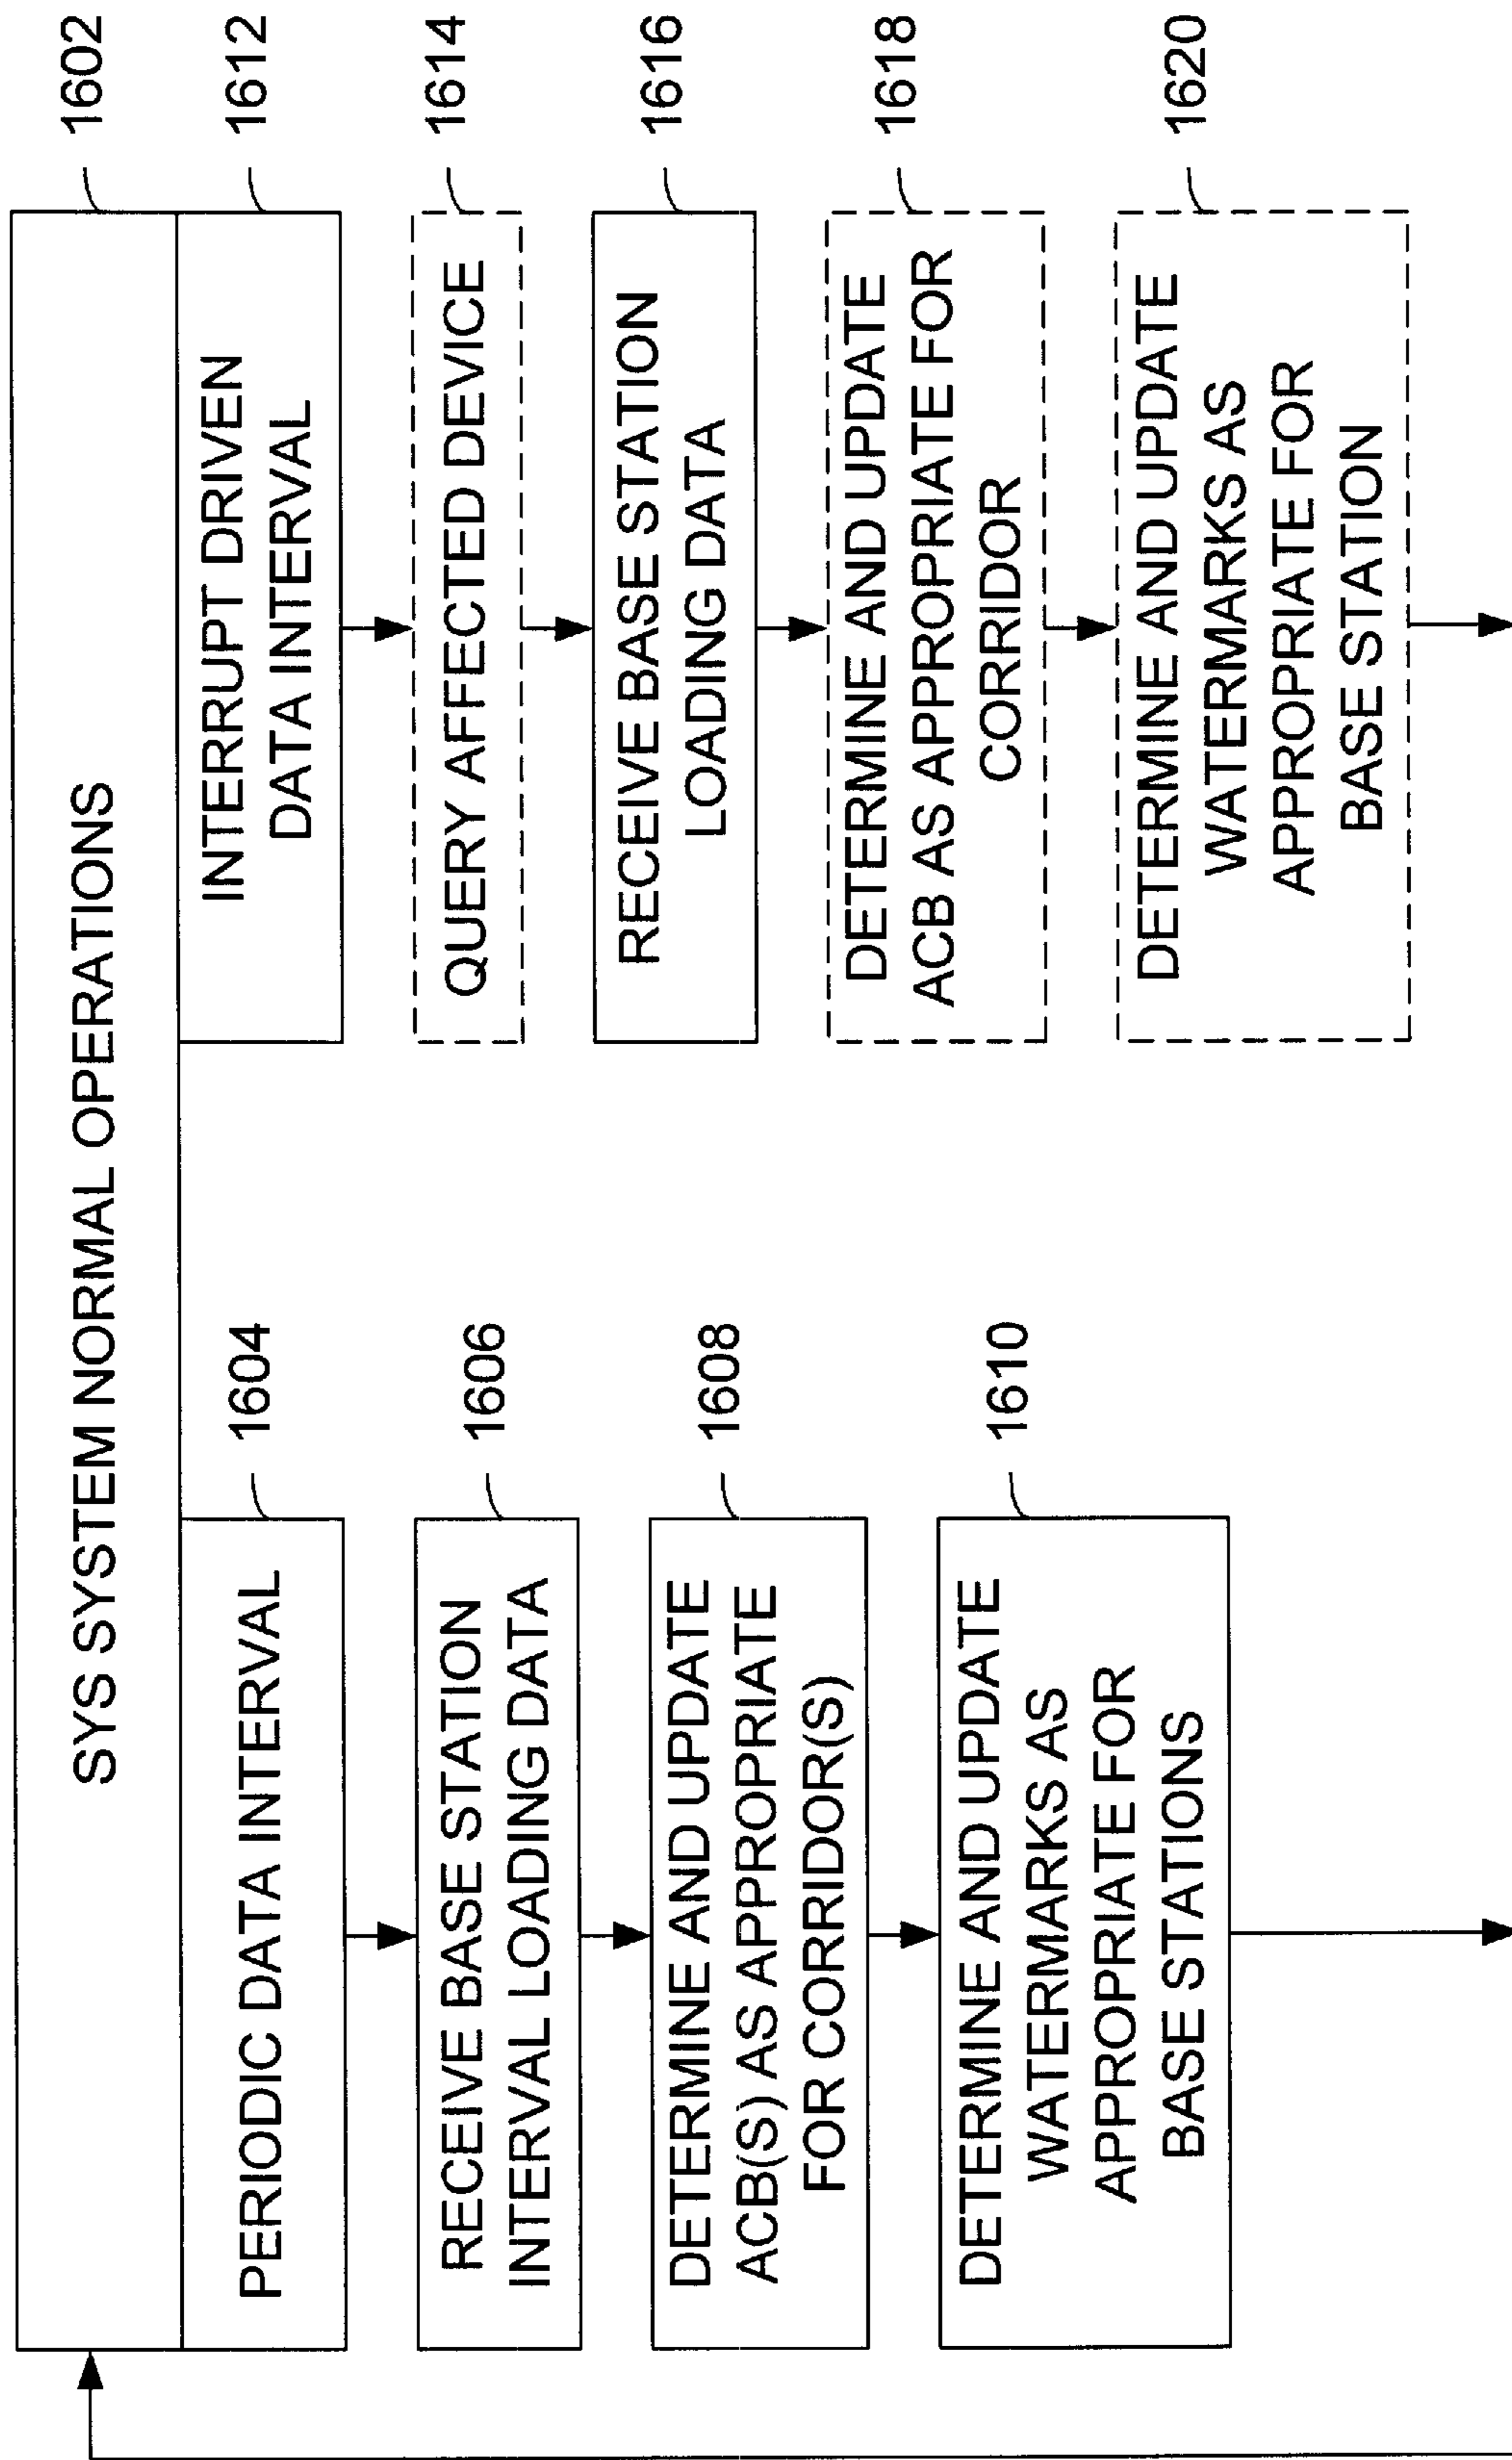 SYS SYSTEM NORMAL OPERATIONS
1602
PERIODIC DATA INTERVAL
1604
RECEIVE BASE STATION
INTERVAL LOADING DATA
1606
DETERMINE AND UPDATE
ACB(S) AS APPROPRIATE
FOR CORRIDOR(S)
1608
DETERMINE AND UPDATE
WATERMARKS AS
APPROPRIATE FOR
BASE STATIONS
1610
INTERRUPT DRIVEN
DATA INTERVAL
1612
QUERY AFFECTED DEVICE
1614
RECEIVE BASE STATION
LOADING DATA
1616
DETERMINE AND UPDATE
ACB AS APPROPRIATE FOR
CORRIDOR
1618
DETERMINE AND UPDATE
WATERMARKS AS
APPROPRIATE FOR
BASE STATION
1620